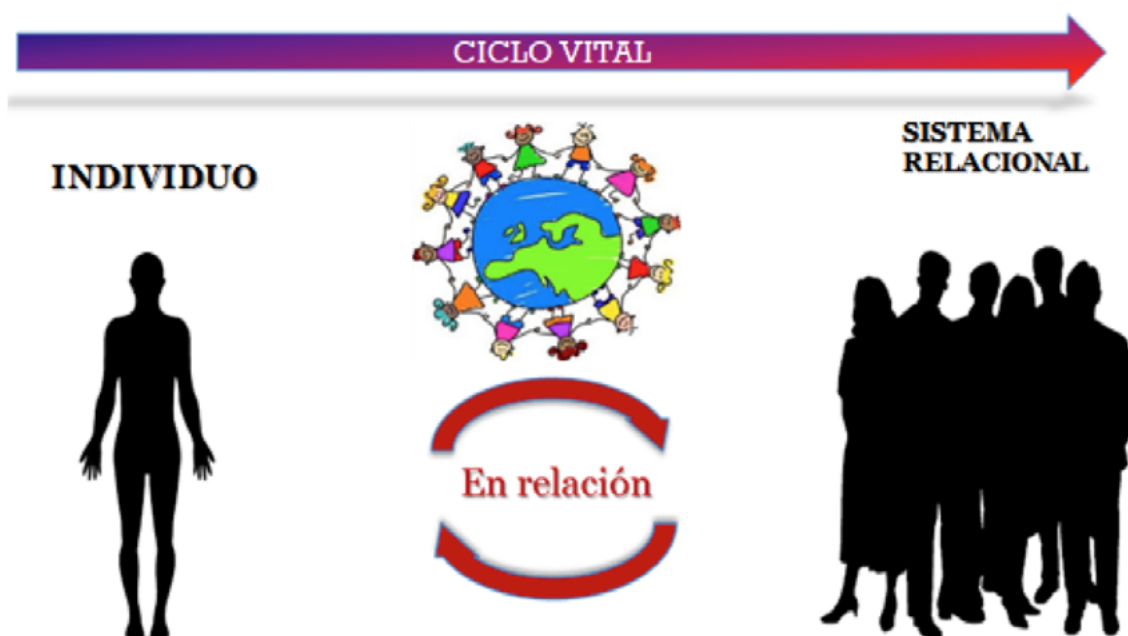 CICLO VITAL
INDIVIDUO
SISTEMA
RELACIONAL
En relación